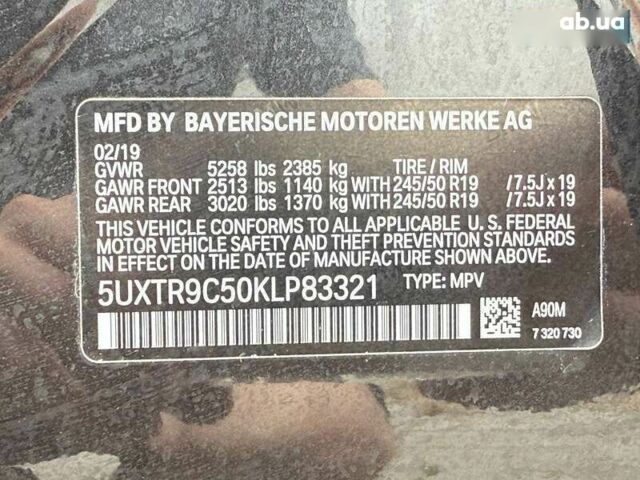 ab.ua
MFD BY BAYERISCHE MOTOREN WERKE AG
02/19
GVWR 5258 lbs 2385 kg TIRE / RIM
GAWR FRONT 2513 lbs 1140 kg WITH 245/50 R19 /7.5J x 19
GAWR REAR 3020 lbs 1370 kg WITH 245/50 R19 /7.5J x 19
THIS VEHICLE CONFORMS TO ALL APPLICABLE U. S. FEDERAL
MOTOR VEHICLE SAFETY AND THEFT PREVENTION STANDARDS
IN EFFECT ON THE DATE OF MANUFACTURE SHOWN ABOVE.
5UXTR9C50KLP83321 TYPE: MPV
A90M
7 320 730